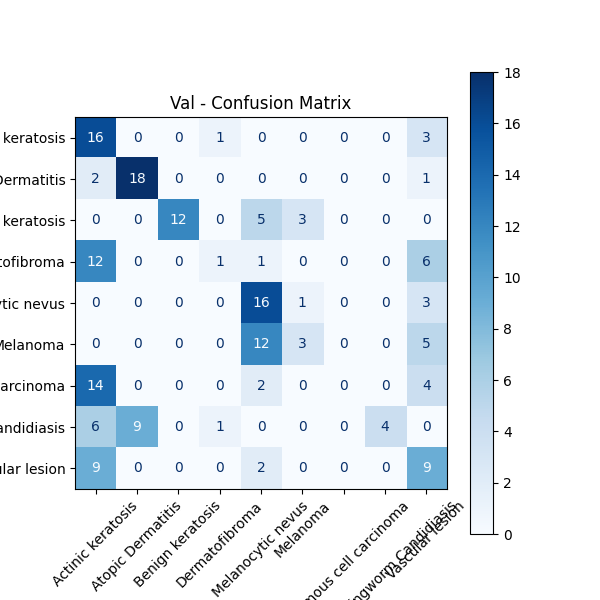 Val - Confusion Matrix
keratosis 16 0 0 1 0 0 0 0 3
Dermatitis 2 18 0 0 0 0 0 0 1
keratosis 0 0 12 0 5 3 0 0 0
tofibroma 12 0 0 1 1 0 0 0 6
tic nevus 0 0 0 0 16 1 0 0 3
Melanoma 0 0 0 0 12 3 0 0 5
arcinoma 14 0 0 0 2 0 0 0 4
andidiasis 6 9 0 1 0 0 0 4 0
lar lesion 9 0 0 0 2 0 0 0 9
Actinic keratosis
Atopic Dermatitis
Benign keratosis
Dermatofibroma
Melanocytic nevus
Melanoma
mous cell carcinoma
ingworm Candidiasis
Vascular lesion
18
16
14
12
10
8
6
4
2
0